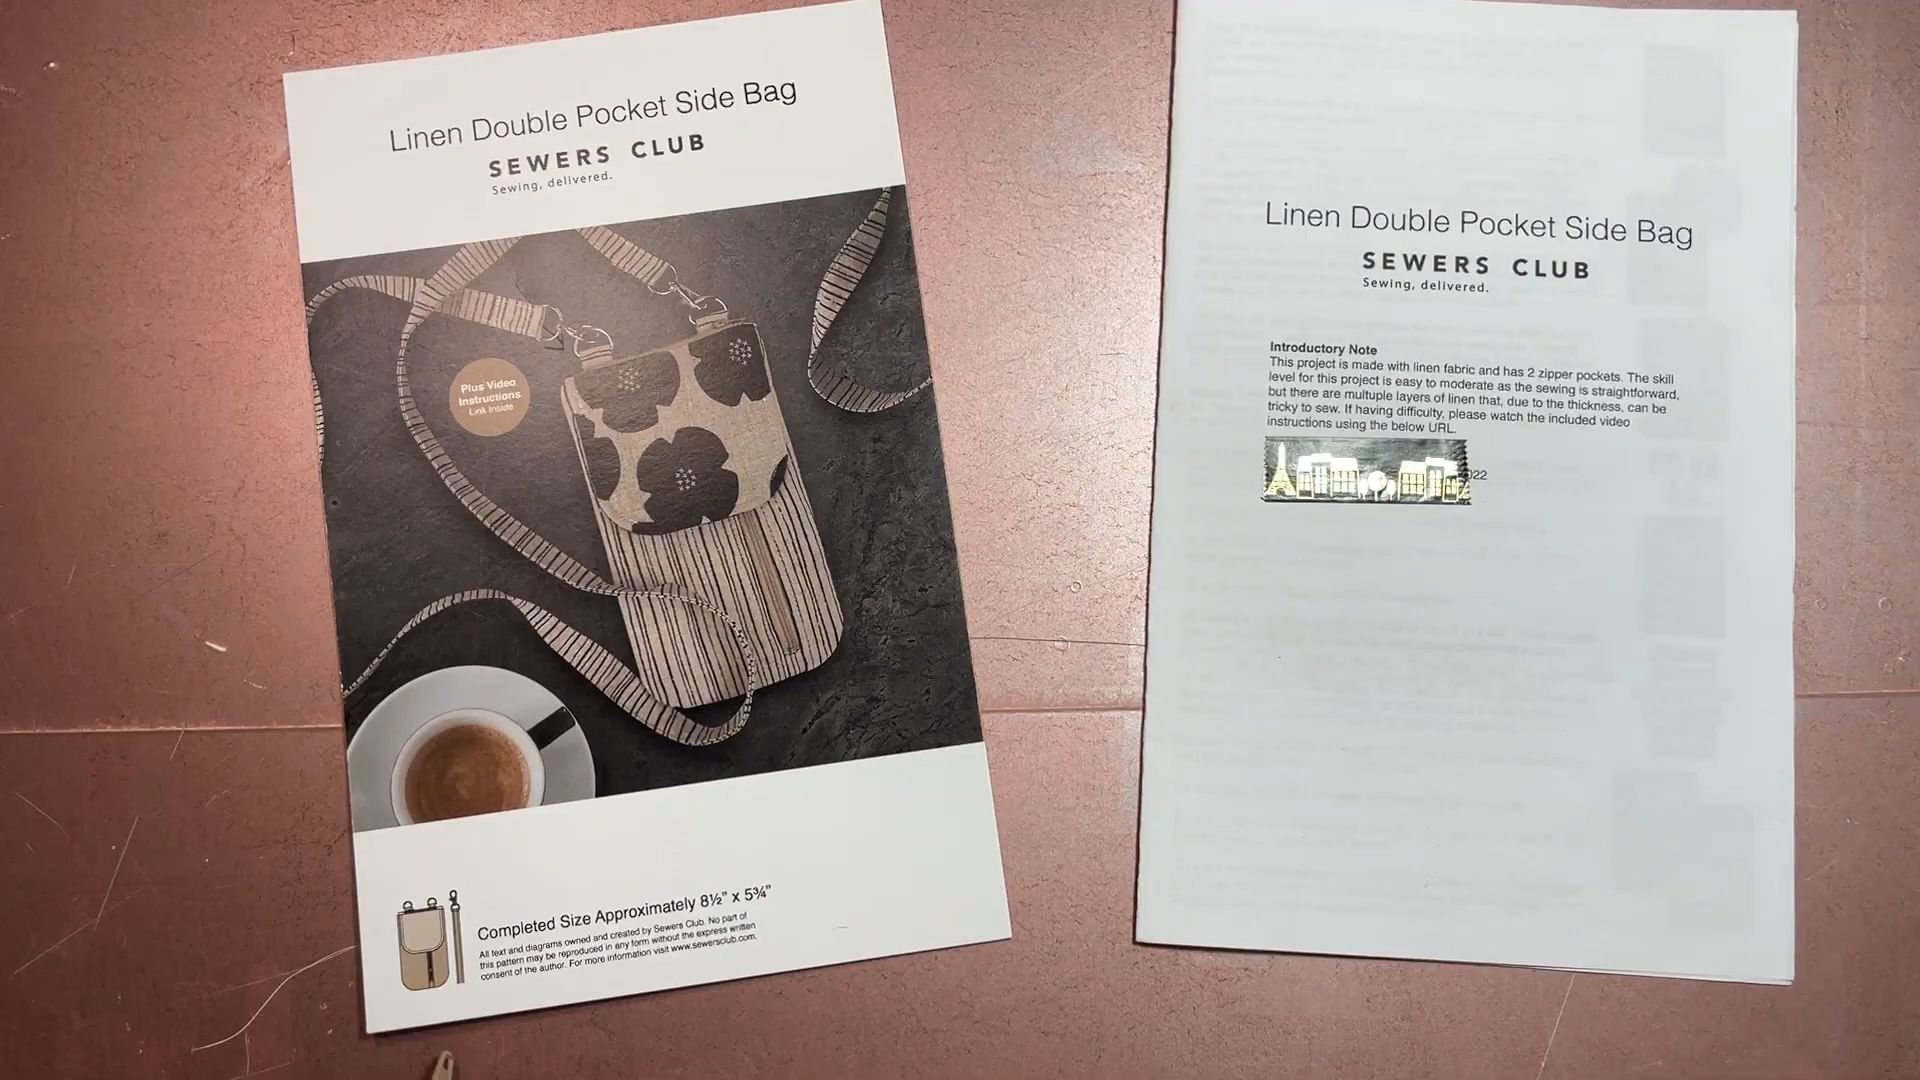 Linen Double Pocket Side Bag
SEWERS CLUB
Sewing, delivered.
Plus Video
Instructions
Link Inside
Completed Size Approximately 8½” x 5¾”
All text and diagrams owned and created by Sewers Club. No part of
this pattern may be reproduced in any form without the express written
consent of the author. For more information visit www.sewersclub.com.
Linen Double Pocket Side Bag
SEWERS CLUB
Sewing, delivered.
Introductory Note
This project is made with linen fabric and has 2 zipper pockets. The skill
level for this project is easy to moderate as the sewing is straightforward,
but there are multiple layers of linen that, due to the thickness, can be
tricky to sew. If having difficulty, please watch the included video
instructions using the below URL.
022